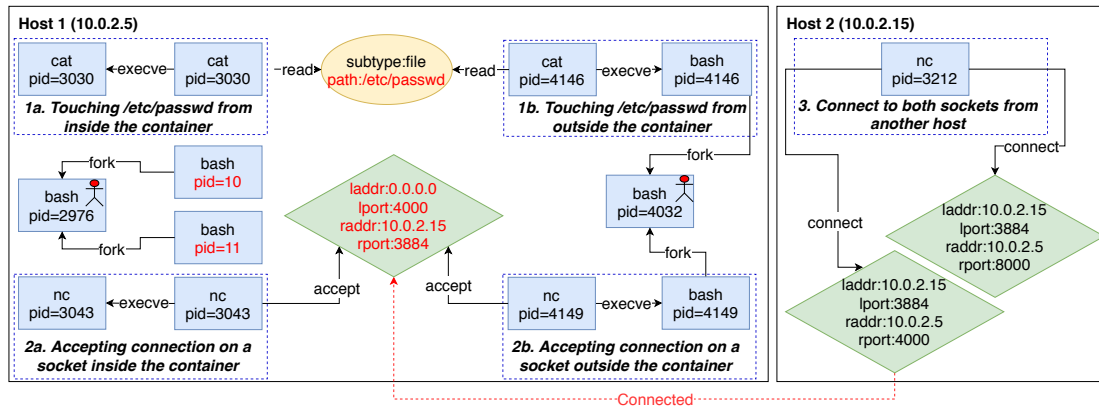 Host 1 (10.0.2.5)
cat
pid=3030
execve
cat
pid=3030
read
subtype:file
path:/etc/passwd
read
cat
pid=4146
execve
bash
pid=4146
1a. Touching /etc/passwd from
inside the container
1b. Touching /etc/passwd from
outside the container
fork
bash
pid=10
bash
pid=2976
bash
pid=11
fork
laddr:0.0.0.0
lport:4000
raddr:10.0.2.15
rport:3884
fork
bash
pid=4032
fork
accept
accept
nc
pid=3043
execve
nc
pid=3043
2a. Accepting connection on a
socket inside the container
nc
pid=4149
execve
bash
pid=4149
2b. Accepting connection on a
socket outside the container
Host 2 (10.0.2.15)
nc
pid=3212
3. Connect to both sockets from
another host
connect
connect
laddr:10.0.2.15
lport:3884
raddr:10.0.2.5
rport:8000
laddr:10.0.2.15
lport:3884
raddr:10.0.2.5
rport:4000
Connected